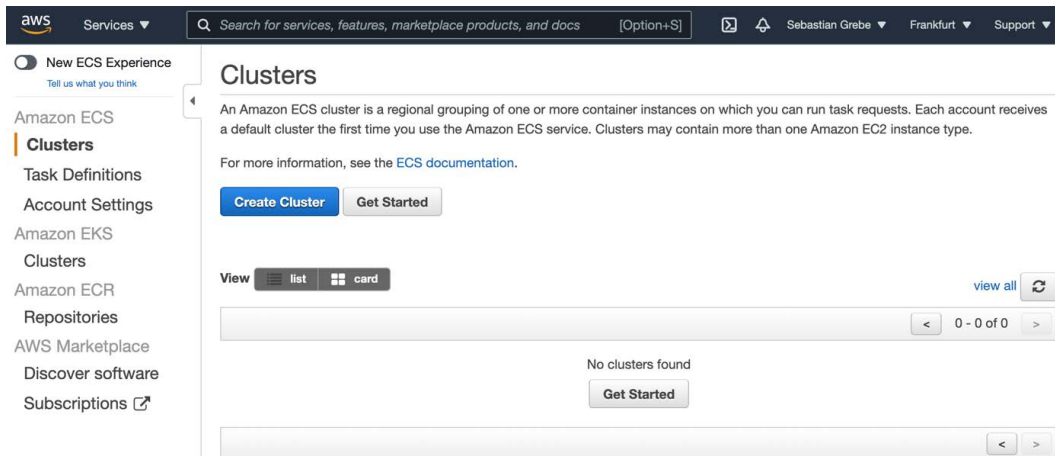 aws
Services ▼
Search for services, features, marketplace products, and docs [Option+S]
Sebastian Grebe ▼
Frankfurt ▼
Support ▼
New ECS Experience
Tell us what you think
Amazon ECS
Clusters
Task Definitions
Account Settings
Amazon EKS
Clusters
Amazon ECR
Repositories
AWS Marketplace
Discover software
Subscriptions
Clusters
An Amazon ECS cluster is a regional grouping of one or more container instances on which you can run task requests. Each account receives
a default cluster the first time you use the Amazon ECS service. Clusters may contain more than one Amazon EC2 instance type.
For more information, see the ECS documentation.
Create Cluster
Get Started
View list card
view all
< 0 - 0 of 0 >
No clusters found
Get Started
< >